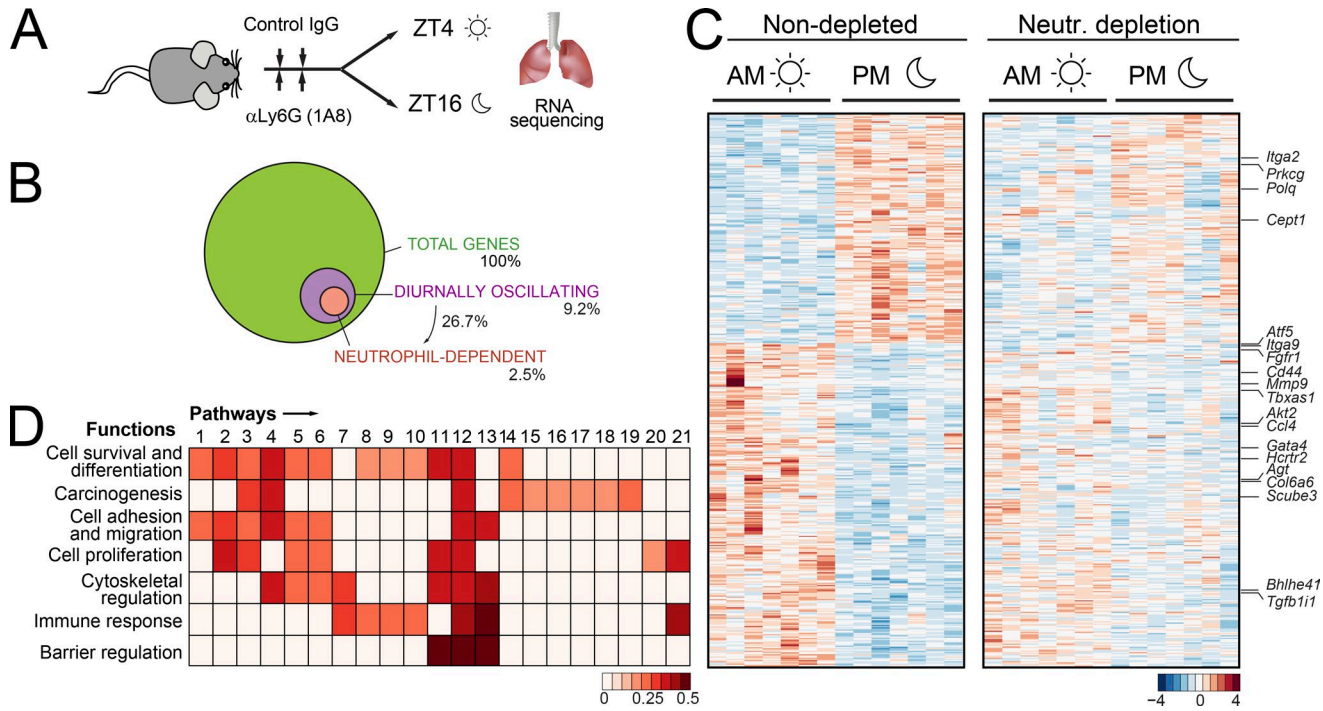 A
Control IgG
αLy6G (1A8)
ZT4
ZT16
RNA
sequencing
B
TOTAL GENES
100%
DIURNALLY OSCILLATING
9.2%
26.7%
NEUTROPHIL-DEPENDENT
2.5%
C
Non-depleted
Neutr. depletion
AM
PM
AM
PM
Itga2
Prkcg
Polq
Cept1
Atf5
Itga9
Fgfr1
Cd44
Mmp9
Tbxas1
Akt2
Ccl4
Gata4
Hcrtr2
Agt
Col6a6
Scube3
Bhlhe41
Tgfb1i1
−4 0 4
D
Pathways
Functions
1 2 3 4 5 6 7 8 9 10 11 12 13 14 15 16 17 18 19 20 21
Cell survival and
differentiation
Carcinogenesis
Cell adhesion
and migration
Cell proliferation
Cytoskeletal
regulation
Immune response
Barrier regulation
0 0.25 0.5